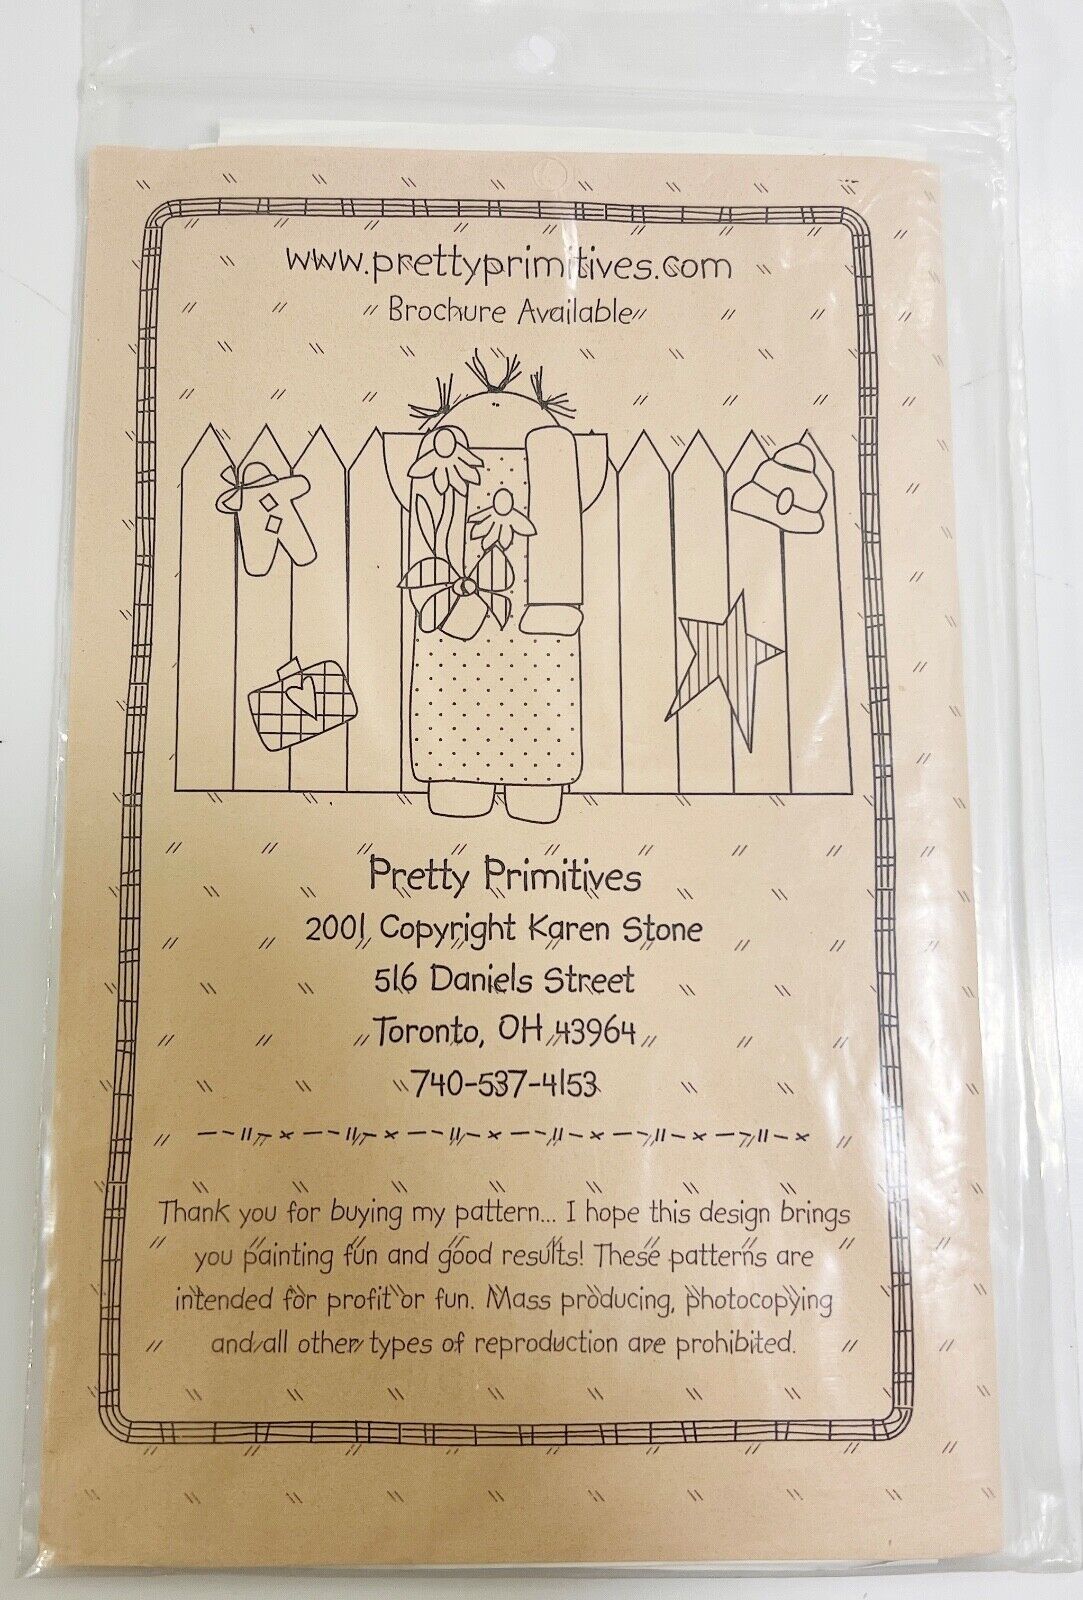 www.prettyprimitives.com
Brochure Available
Pretty Primitives
2001 Copyright Karen Stone
516 Daniels Street
Toronto, OH 43964
740-537-4153
Thank you for buying my pattern... I hope this design brings
you painting fun and good results! These patterns are
intended for profit or fun. Mass producing, photocopying
and all other types of reproduction are prohibited.